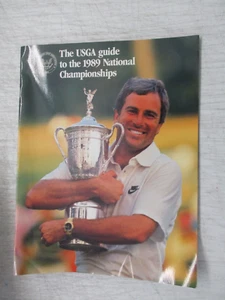 The USGA guide
to the 1989 National
Championships